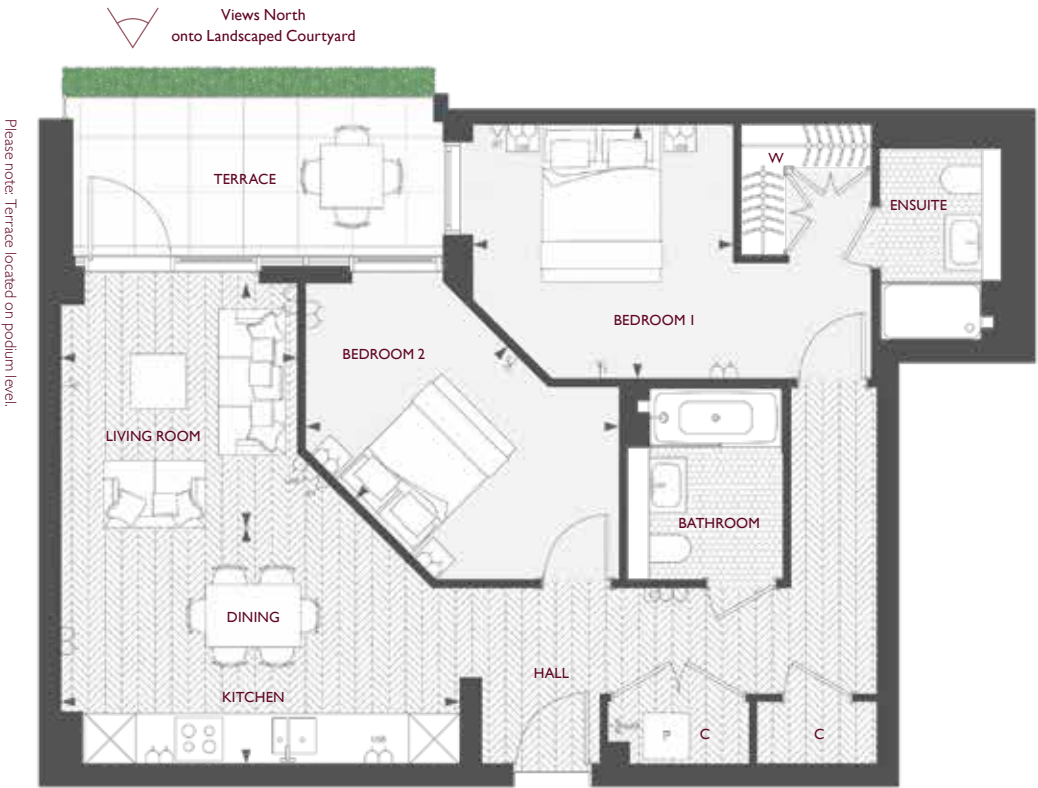 Views North
onto Landscaped Courtyard
Please note: Terrace located on podium level.
TERRACE
W
ENSUITE
BEDROOM 1
BEDROOM 2
LIVING ROOM
BATHROOM
DINING
HALL
KITCHEN
P
C
C
USB